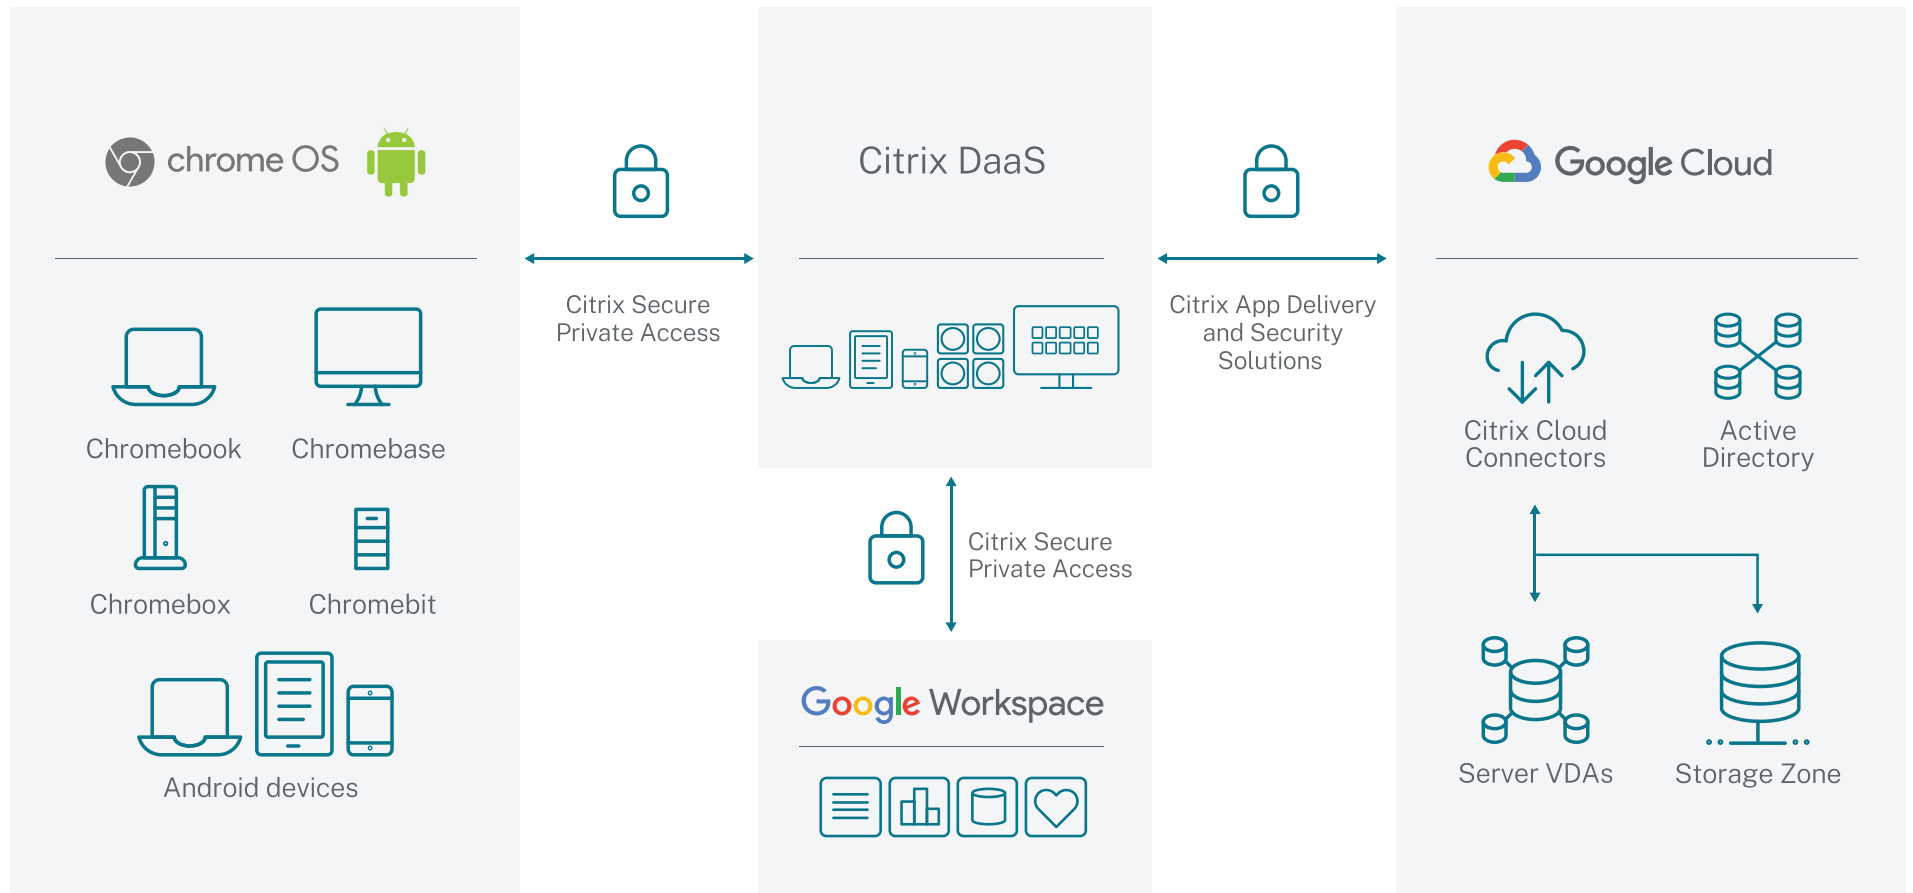 chrome OS
Chromebook
Chromebase
Chromebox
Chromebit
Android devices
Citrix Secure
Private Access
Citrix DaaS
Citrix Secure
Private Access
Google Workspace
Citrix App Delivery
and Security
Solutions
Google Cloud
Citrix Cloud
Connectors
Active
Directory
Server VDAs
Storage Zone